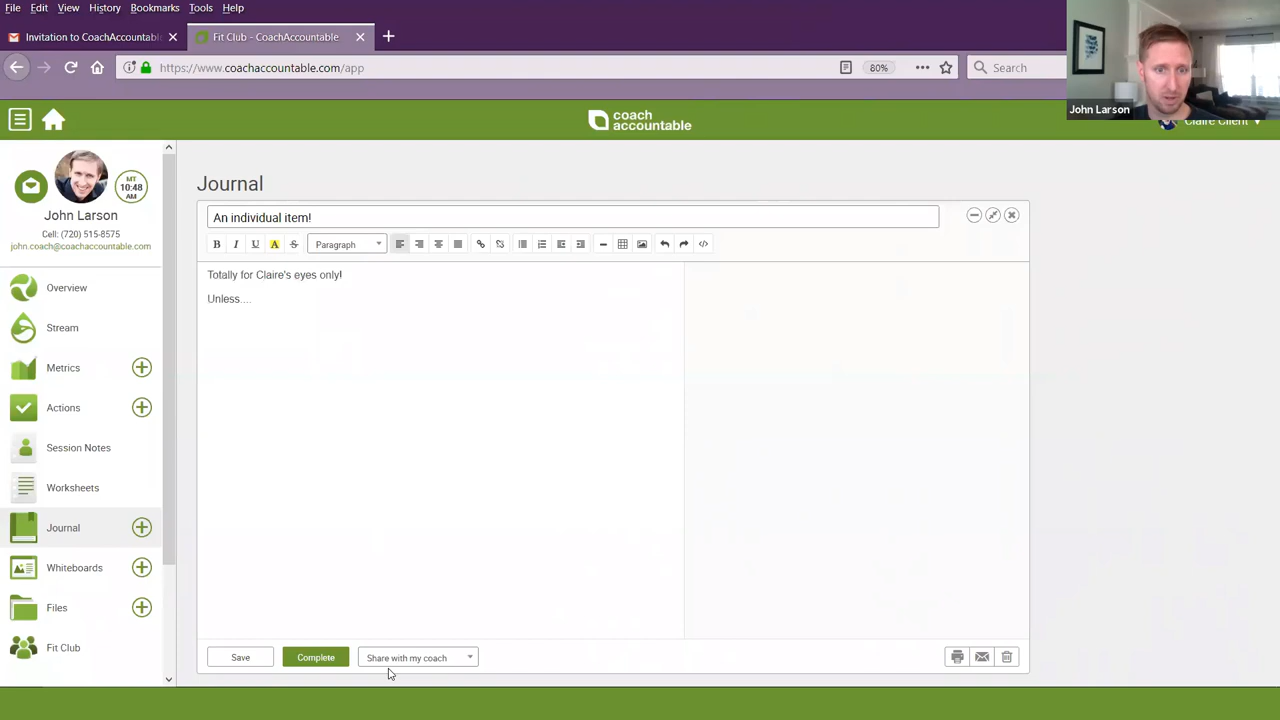 File Edit View History Bookmarks Tools Help
Invitation to CoachAccountabl
Fit Club - CoachAccountable
https://www.coachaccountable.com/app
80%
Search
John Larson
coach
accountable
Claire Client
MT
10:48
AM
John Larson
Cell: (720) 515-8575
john.coach@coachaccountable.com
Overview
Stream
Metrics
Actions
Session Notes
Worksheets
Journal
Whiteboards
Files
Fit Club
Journal
An individual item!
B I U A S Paragraph
Totally for Claire's eyes only!
Unless....
Save Complete Share with my coach